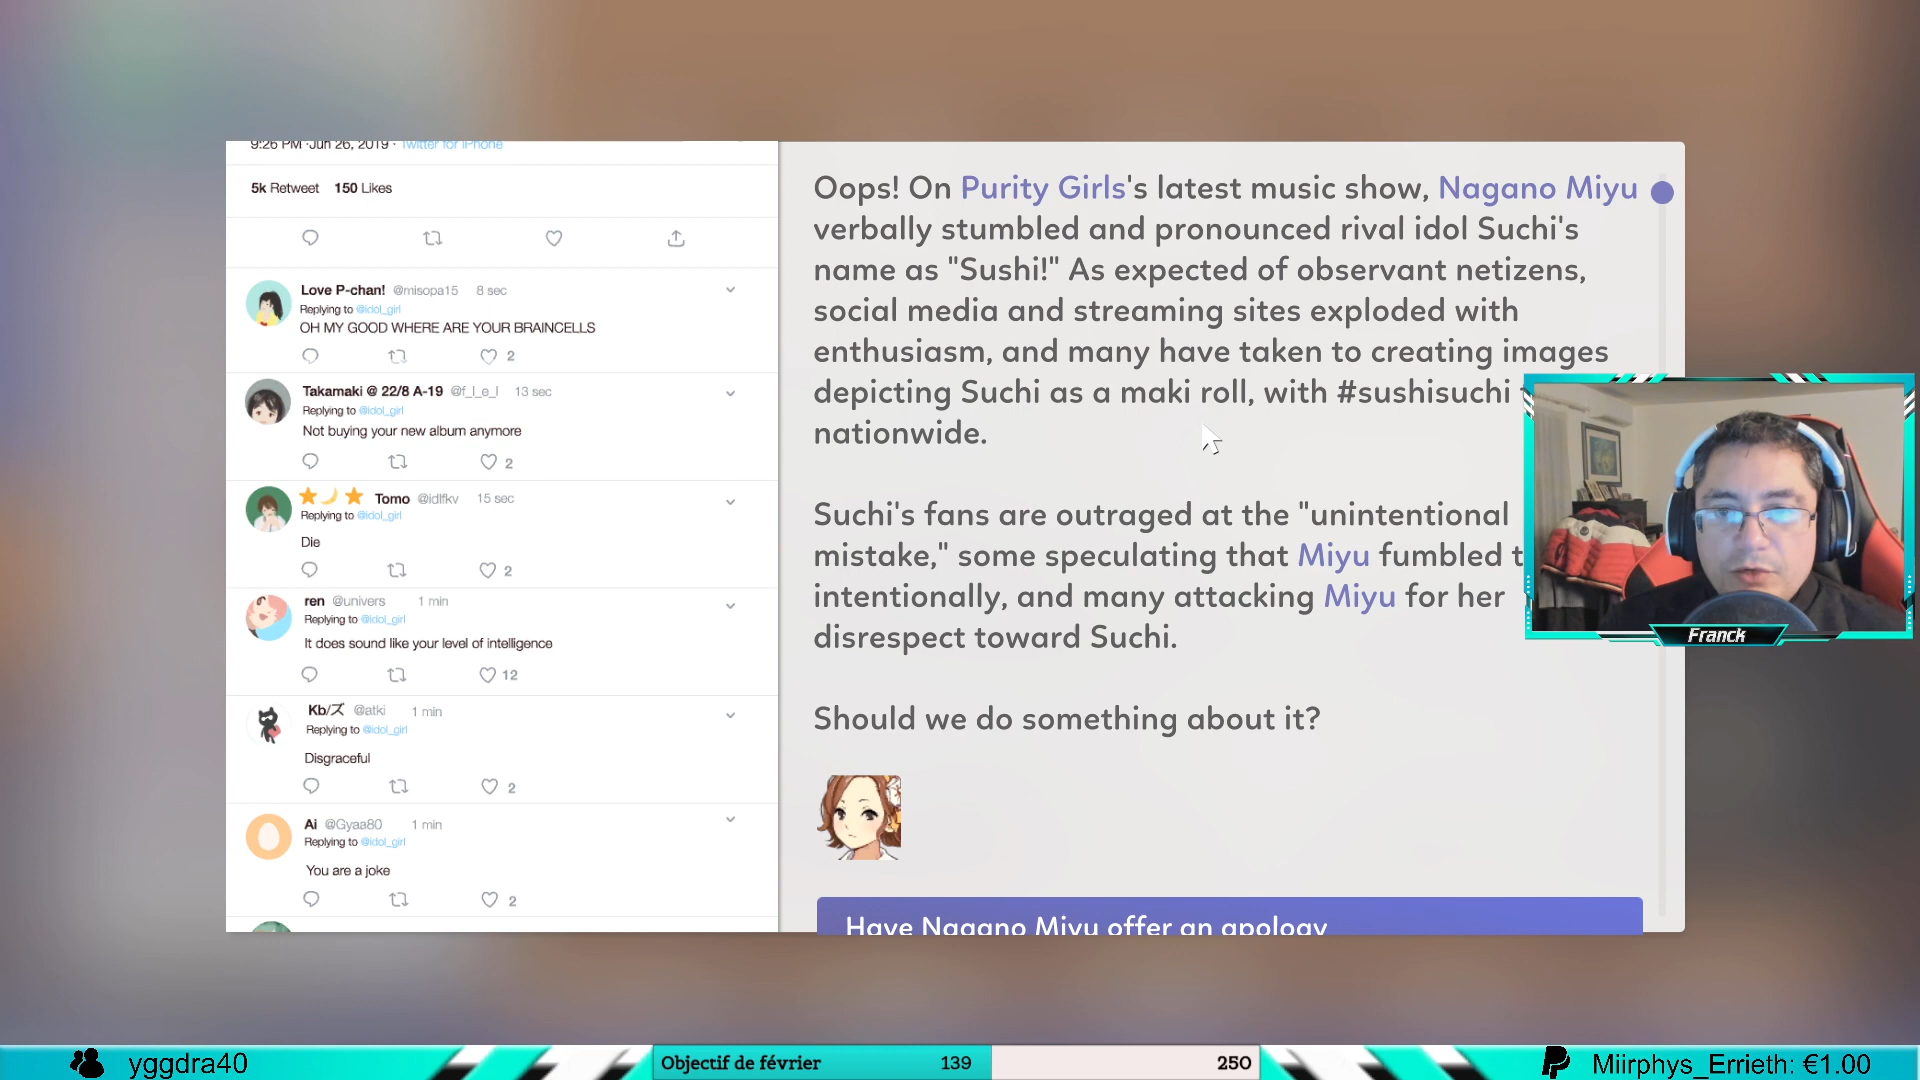 9:26 PM ·Jun 26, 2019 · Twitter for iPhone
5k Retweet 150 Likes
Love P-chan! @misopa15 8 sec
Replying to @idol_girl
OH MY GOOD WHERE ARE YOUR BRAINCELLS
2
Takamaki @ 22/8 A-19 @f_l_e_l 13 sec
Replying to @idol_girl
Not buying your new album anymore
2
Tomo @idlfkv 15 sec
Replying to @idol_girl
Die
2
ren @univers 1 min
Replying to @idol_girl
It does sound like your level of intelligence
12
Kb/ズ @atki 1 min
Replying to @idol_girl
Disgraceful
2
Ai @Gyaa80 1 min
Replying to @idol_girl
You are a joke
2
Oops! On Purity Girls's latest music show, Nagano Miyu
verbally stumbled and pronounced rival idol Suchi's
name as "Sushi!" As expected of observant netizens,
social media and streaming sites exploded with
enthusiasm, and many have taken to creating images
depicting Suchi as a maki roll, with #sushisuchi
nationwide.
Suchi's fans are outraged at the "unintentional
mistake," some speculating that Miyu fumbled
intentionally, and many attacking Miyu for her
disrespect toward Suchi.
Should we do something about it?
Have Nagano Miyu offer an apology
Franck
yggdra40
Objectif de février 139 250
Miirphys_Errieth: €1.00